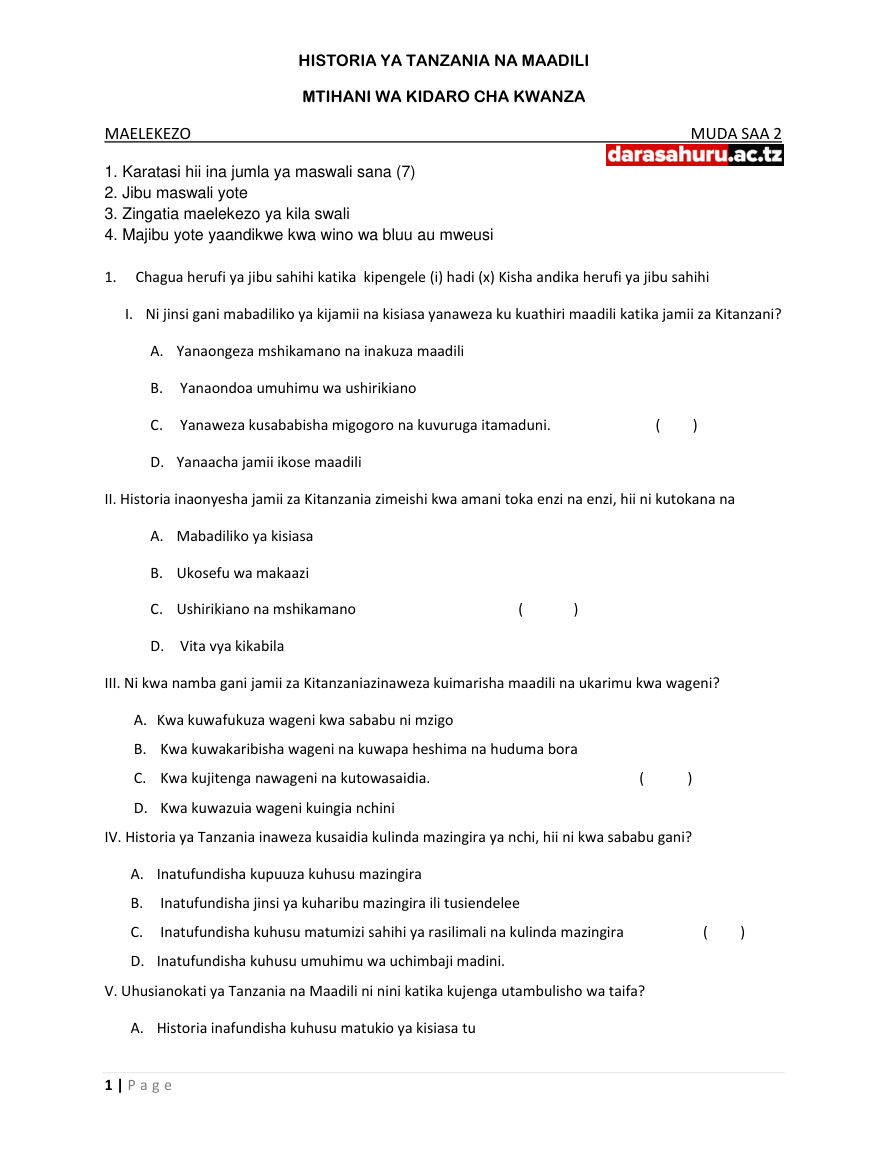 HISTORIA YA TANZANIA NA MAADILI
MTIHANI WA KIDARO CHA KWANZA
MAELEKEZO MUDA SAA 2
darasahuru.ac.tz
1. Karatasi hii ina jumla ya maswali sana (7)
2. Jibu maswali yote
3. Zingatia maelekezo ya kila swali
4. Majibu yote yaandikwe kwa wino wa bluu au mweusi
1. Chagua herufi ya jibu sahihi katika kipengele (i) hadi (x) Kisha andika herufi ya jibu sahihi
I. Ni jinsi gani mabadiliko ya kijamii na kisiasa yanaweza ku kuathiri maadili katika jamii za Kitanzani?
A. Yanaongeza mshikamano na inakuza maadili
B. Yanaondoa umuhimu wa ushirikiano
C. Yanaweza kusababisha migogoro na kuvuruga itamaduni. ( )
D. Yanaacha jamii ikose maadili
II. Historia inaonyesha jamii za Kitanzania zimeishi kwa amani toka enzi na enzi, hii ni kutokana na
A. Mabadiliko ya kisiasa
B. Ukosefu wa makaazi
C. Ushirikiano na mshikamano ( )
D. Vita vya kikabila
III. Ni kwa namba gani jamii za Kitanzaniazinaweza kuimarisha maadili na ukarimu kwa wageni?
A. Kwa kuwafukuza wageni kwa sababu ni mzigo
B. Kwa kuwakaribisha wageni na kuwapa heshima na huduma bora
C. Kwa kujitenga nawageni na kutowasaidia. ( )
D. Kwa kuwazuia wageni kuingia nchini
IV. Historia ya Tanzania inaweza kusaidia kulinda mazingira ya nchi, hii ni kwa sababu gani?
A. Inatufundisha kupuuza kuhusu mazingira
B. Inatufundisha jinsi ya kuharibu mazingira ili tusiendelee
C. Inatufundisha kuhusu matumizi sahihi ya rasilimali na kulinda mazingira ( )
D. Inatufundisha kuhusu umuhimu wa uchimbaji madini.
V. Uhusianokati ya Tanzania na Maadili ni nini katika kujenga utambulisho wa taifa?
A. Historia inafundisha kuhusu matukio ya kisiasa tu
1 | Page